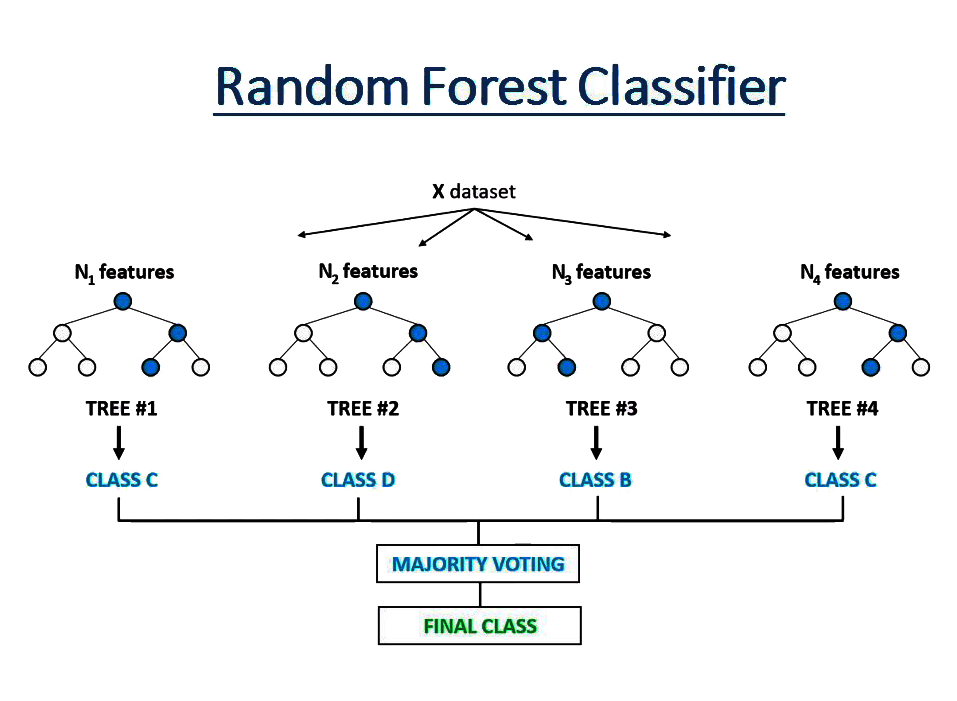 Random Forest Classifier
X dataset
N1 features
N2 features
N3 features
N4 features
TREE #1
TREE #2
TREE #3
TREE #4
CLASS C
CLASS D
CLASS B
CLASS C
MAJORITY VOTING
FINAL CLASS